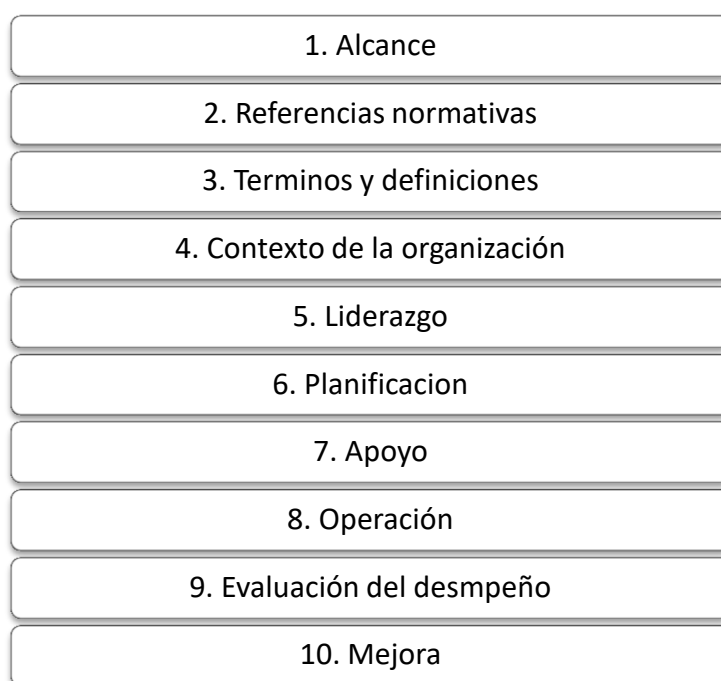 1. Alcance
2. Referencias normativas
3. Terminos y definiciones
4. Contexto de la organización
5. Liderazgo
6. Planificacion
7. Apoyo
8. Operación
9. Evaluación del desmpeño
10. Mejora